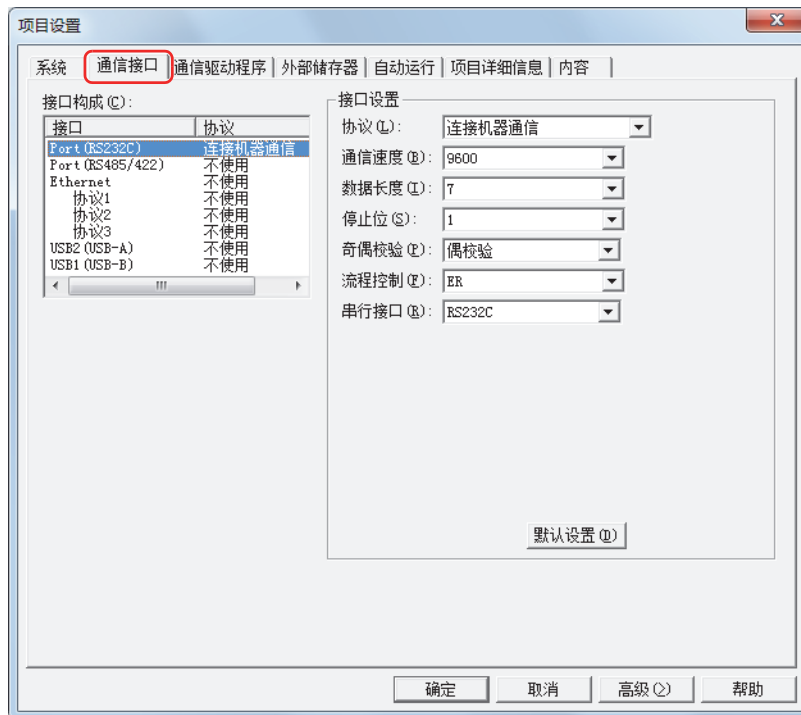 项目设置
系统 通信接口 通信驱动程序 外部储存器 自动运行 项目详细信息 内容
接口构成(C):
接口 协议
Port(RS232C) 连接机器通信
Port(RS485/422) 不使用
Ethernet 不使用
协议1 不使用
协议2 不使用
协议3 不使用
USB2(USB-A) 不使用
USB1(USB-B) 不使用
接口设置
协议(L): 连接机器通信
通信速度(B): 9600
数据长度(I): 7
停止位(S): 1
奇偶校验(P): 偶校验
流程控制(F): ER
串行接口(R): RS232C
默认设置(D)
确定 取消 高级(>) 帮助